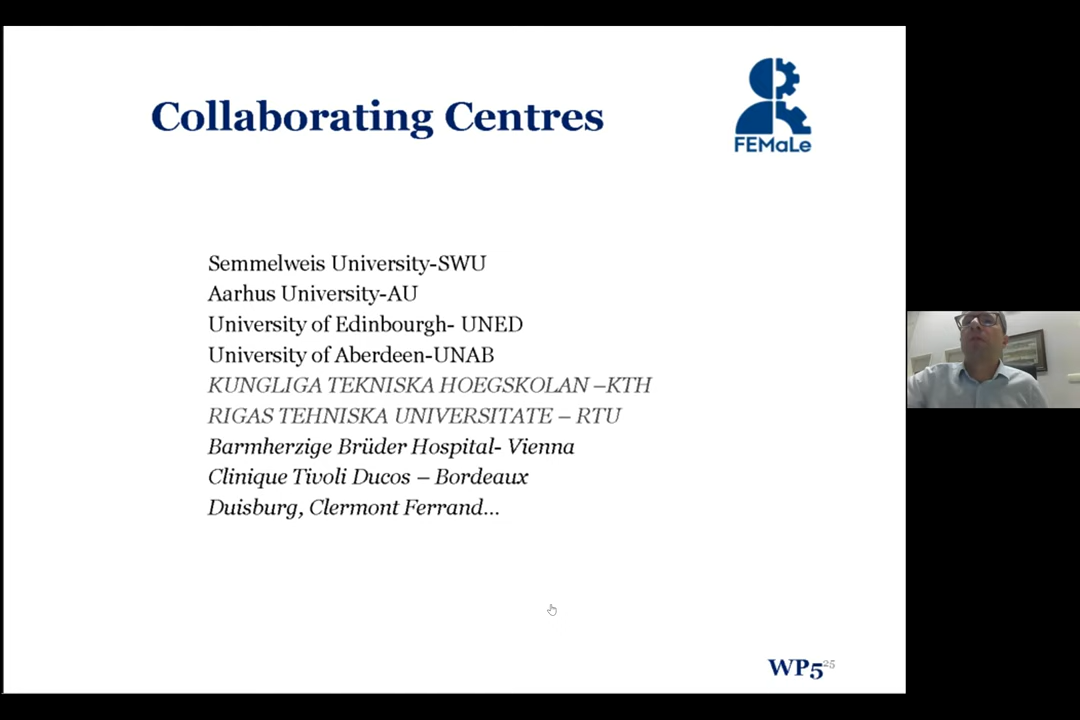 Collaborating Centres
FEMaLe
Semmelweis University-SWU
Aarhus University-AU
University of Edinbourgh- UNED
University of Aberdeen-UNAB
KUNGLIGA TEKNISKA HOEGSKOLAN –KTH
RIGAS TEHNISKA UNIVERSITATE – RTU
Barmherzige Brüder Hospital- Vienna
Clinique Tivoli Ducos – Bordeaux
Duisburg, Clermont Ferrand...
WP5 25